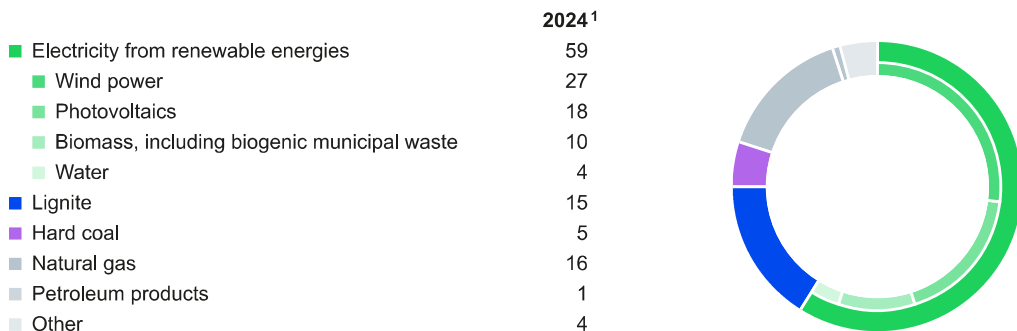 2024¹
Electricity from renewable energies 59
Wind power 27
Photovoltaics 18
Biomass, including biogenic municipal waste 10
Water 4
Lignite 15
Hard coal 5
Natural gas 16
Petroleum products 1
Other 4